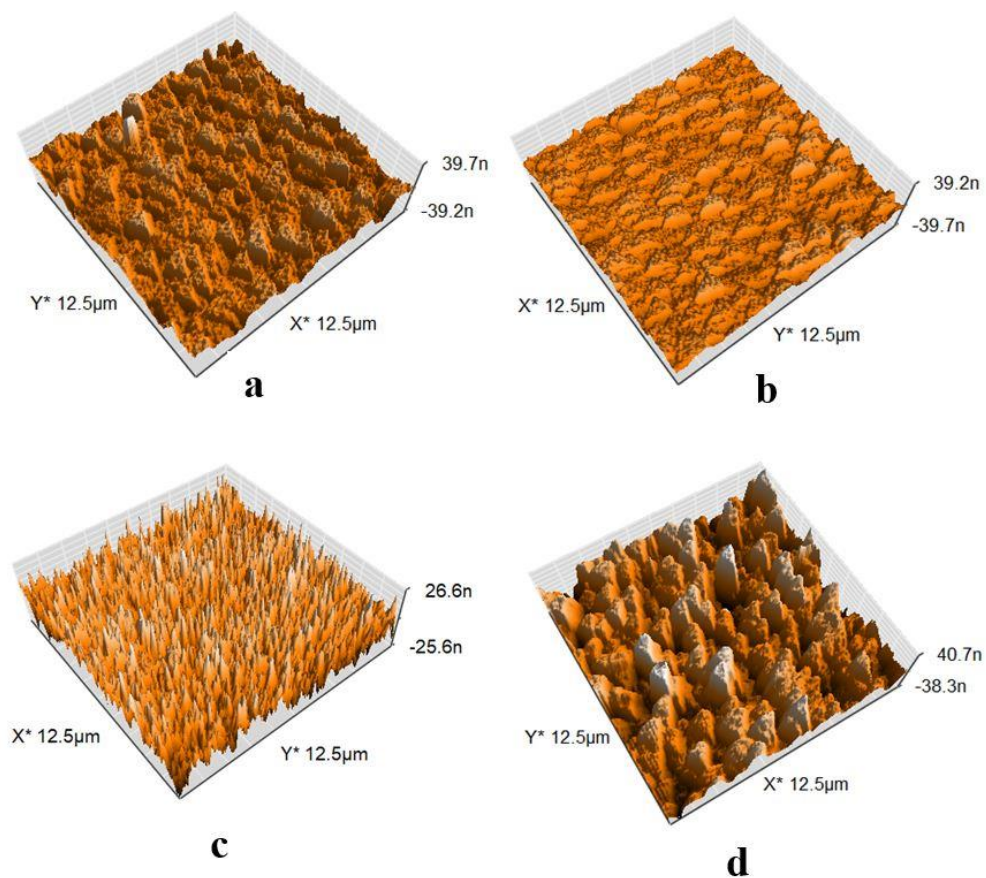 39.7n
-39.2n
Y* 12.5µm
X* 12.5µm
a
39.2n
-39.7n
X* 12.5µm
Y* 12.5µm
b
26.6n
-25.6n
X* 12.5µm
Y* 12.5µm
c
40.7n
-38.3n
Y* 12.5µm
X* 12.5µm
d